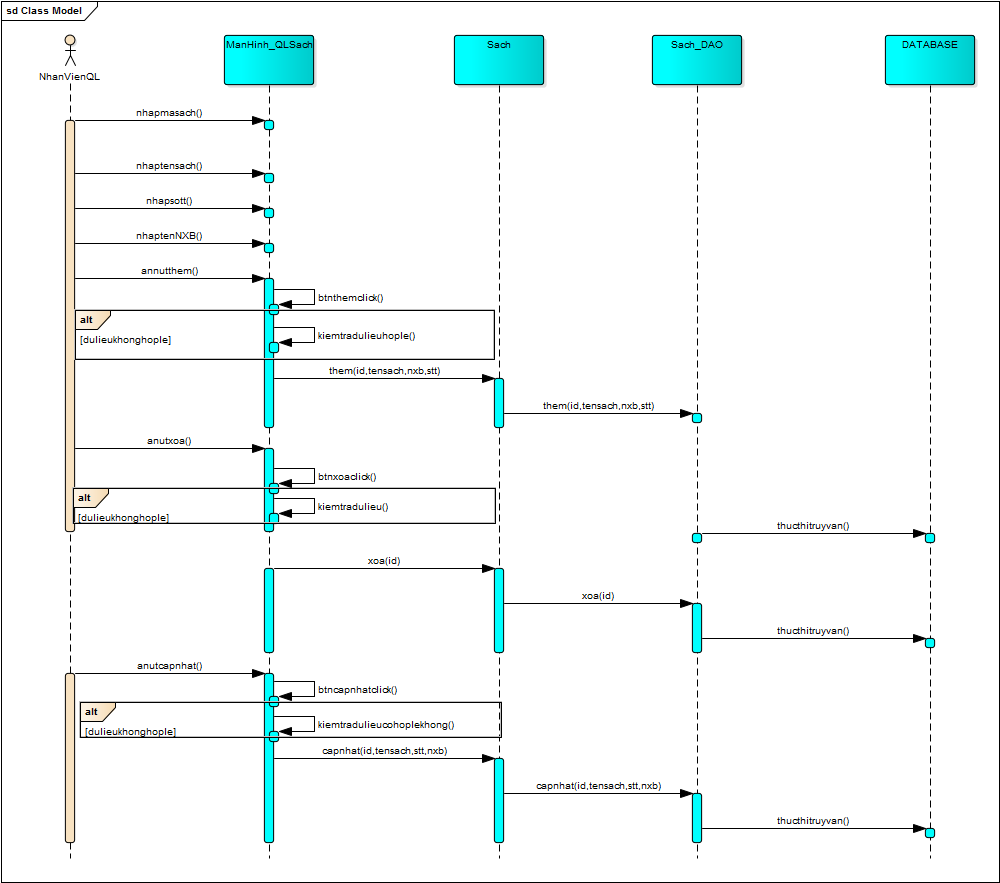 sd Class Model
NhanVienQL
ManHinh_QLSach
Sach
Sach_DAO
DATABASE
nhapmasach()
nhaptensach()
nhapsott()
nhaptenNXB()
annutthem()
btnthemclick()
alt
[dulieukhonghople]
kiemtradulieuhople()
them(id,tensach,nxb,stt)
them(id,tensach,nxb,stt)
anutxoa()
btnxoaclick()
alt
[dulieukhonghople]
kiemtradulieu()
thucthitruyvan()
xoa(id)
xoa(id)
thucthitruyvan()
anutcapnhat()
btncapnhatclick()
alt
[dulieukhonghople]
kiemtradulieucohoplekhong()
capnhat(id,tensach,stt,nxb)
capnhat(id,tensach,stt,nxb)
thucthitruyvan()